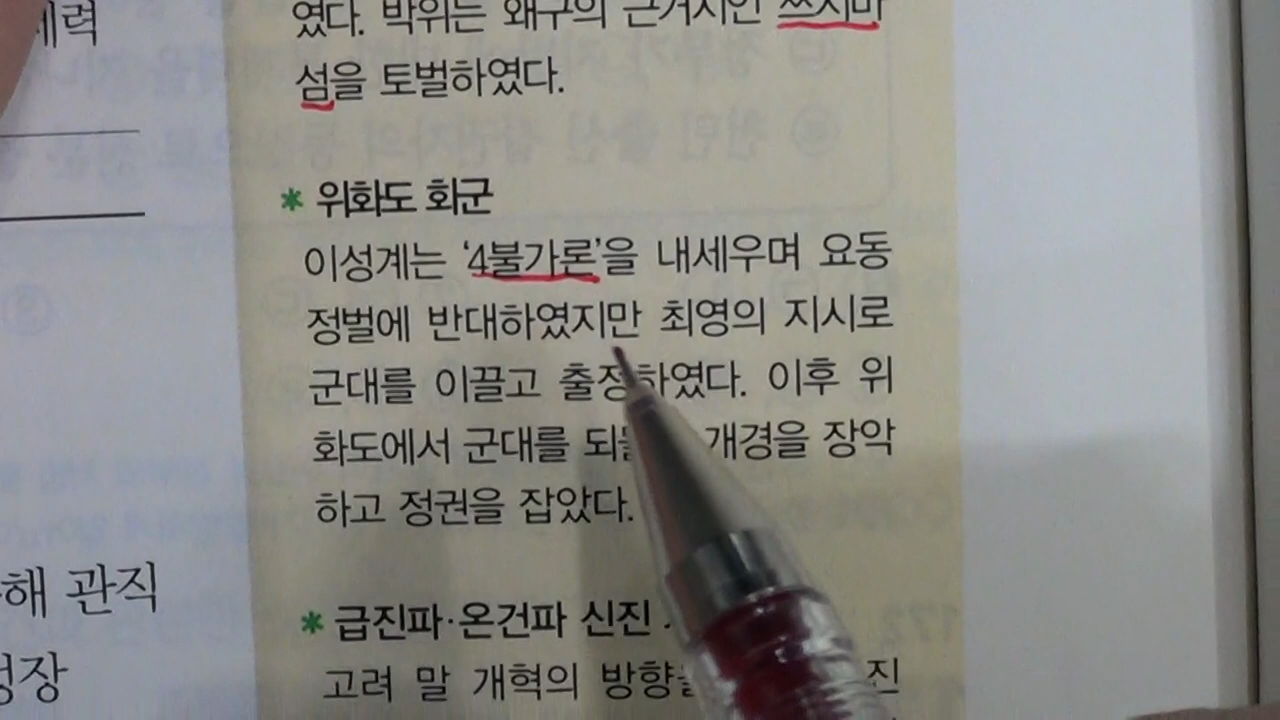 세력
였다. 박위는 왜구의 근거지인 쓰시마
섬을 토벌하였다.
* 위화도 회군
이성계는 '4불가론'을 내세우며 요동
정벌에 반대하였지만 최영의 지시로
군대를 이끌고 출정하였다. 이후 위
화도에서 군대를 개경을 장악
하고 정권을 잡았다.
해 관직
* 급진파·온건파 신진
고려 말 개혁의 방향을 진